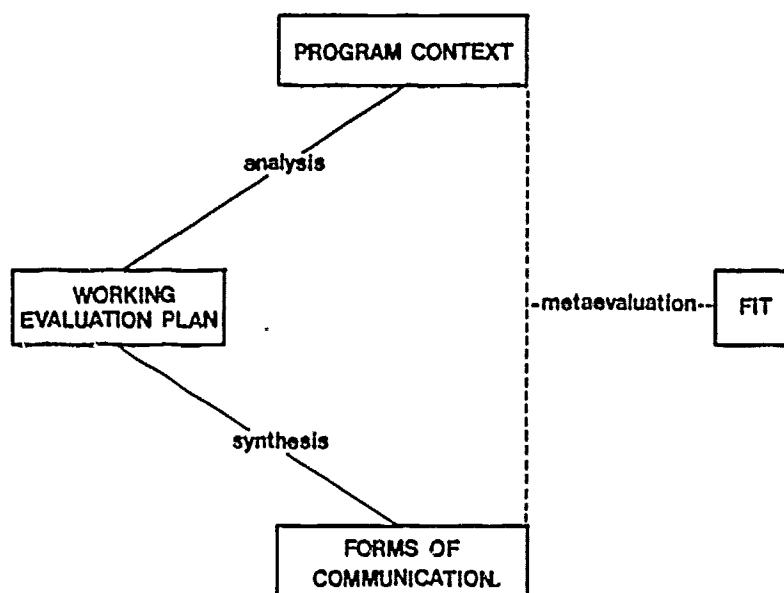 PROGRAM CONTEXT
analysis
WORKING
EVALUATION PLAN
metaevaluation
FIT
synthesis
FORMS OF
COMMUNICATION.